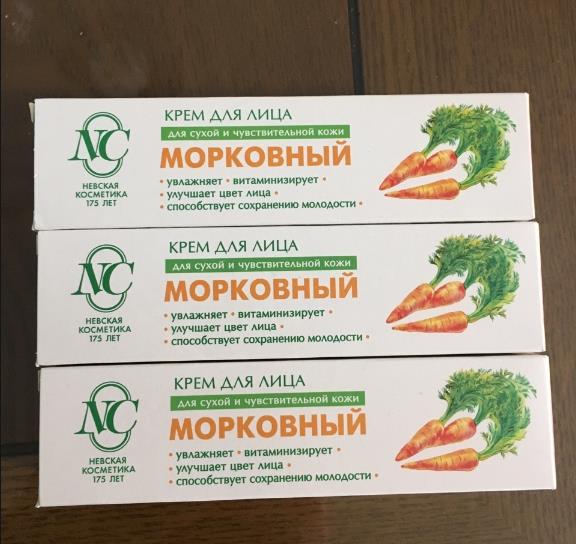 NC
НЕВСКАЯ
КОСМЕТИКА
175 ЛЕТ
КРЕМ ДЛЯ ЛИЦА
для сухой и чувствительной кожи
МОРКОВНЫЙ
• увлажняет • витаминизирует •
• улучшает цвет лица •
• способствует сохранению молодости •
NC
НЕВСКАЯ
КОСМЕТИКА
175 ЛЕТ
КРЕМ ДЛЯ ЛИЦА
для сухой и чувствительной кожи
МОРКОВНЫЙ
• увлажняет • витаминизирует •
• улучшает цвет лица •
• способствует сохранению молодости •
NC
НЕВСКАЯ
КОСМЕТИКА
175 ЛЕТ
КРЕМ ДЛЯ ЛИЦА
для сухой и чувствительной кожи
МОРКОВНЫЙ
• увлажняет • витаминизирует •
• улучшает цвет лица •
• способствует сохранению молодости •